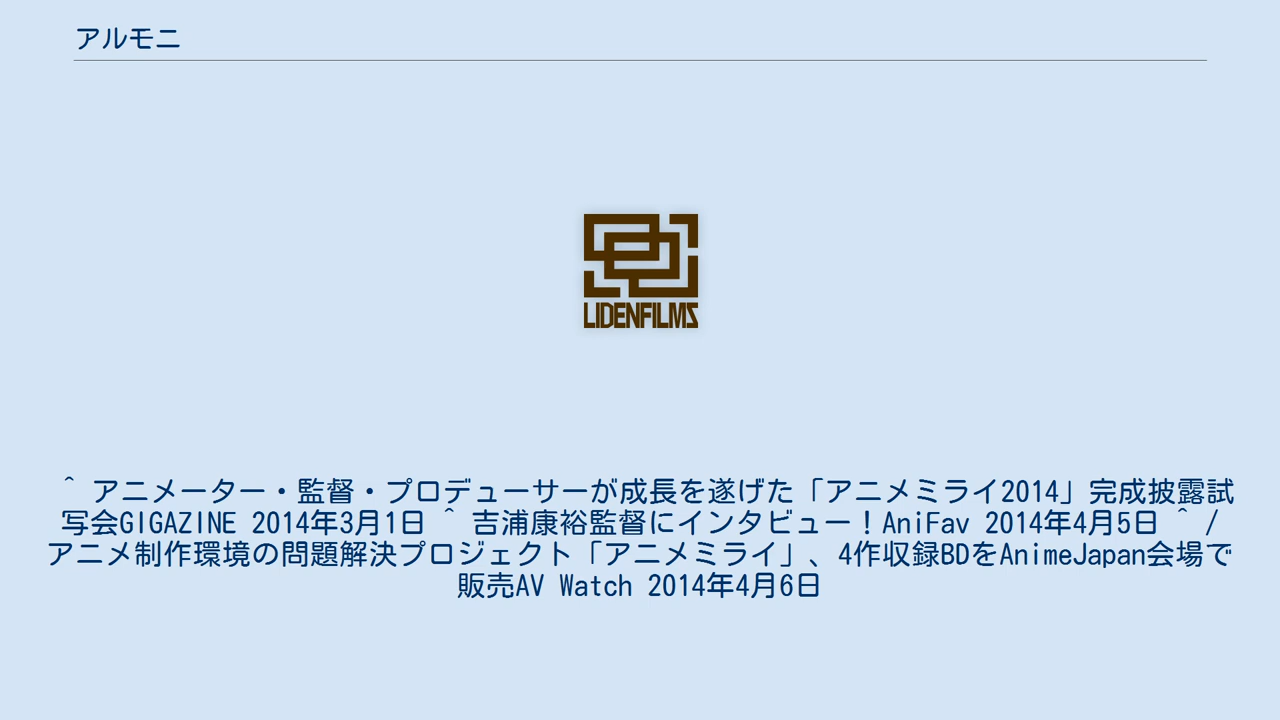 アルモニ
LIDENFILMS
^ アニメーター・監督・プロデューサーが成長を遂げた「アニメミライ2014」完成披露試
写会GIGAZINE 2014年3月1日 ^ 吉浦康裕監督にインタビュー！AniFav 2014年4月5日 ^ /
アニメ制作環境の問題解決プロジェクト「アニメミライ」、4作収録BDをAnimeJapan会場で
販売AV Watch 2014年4月6日